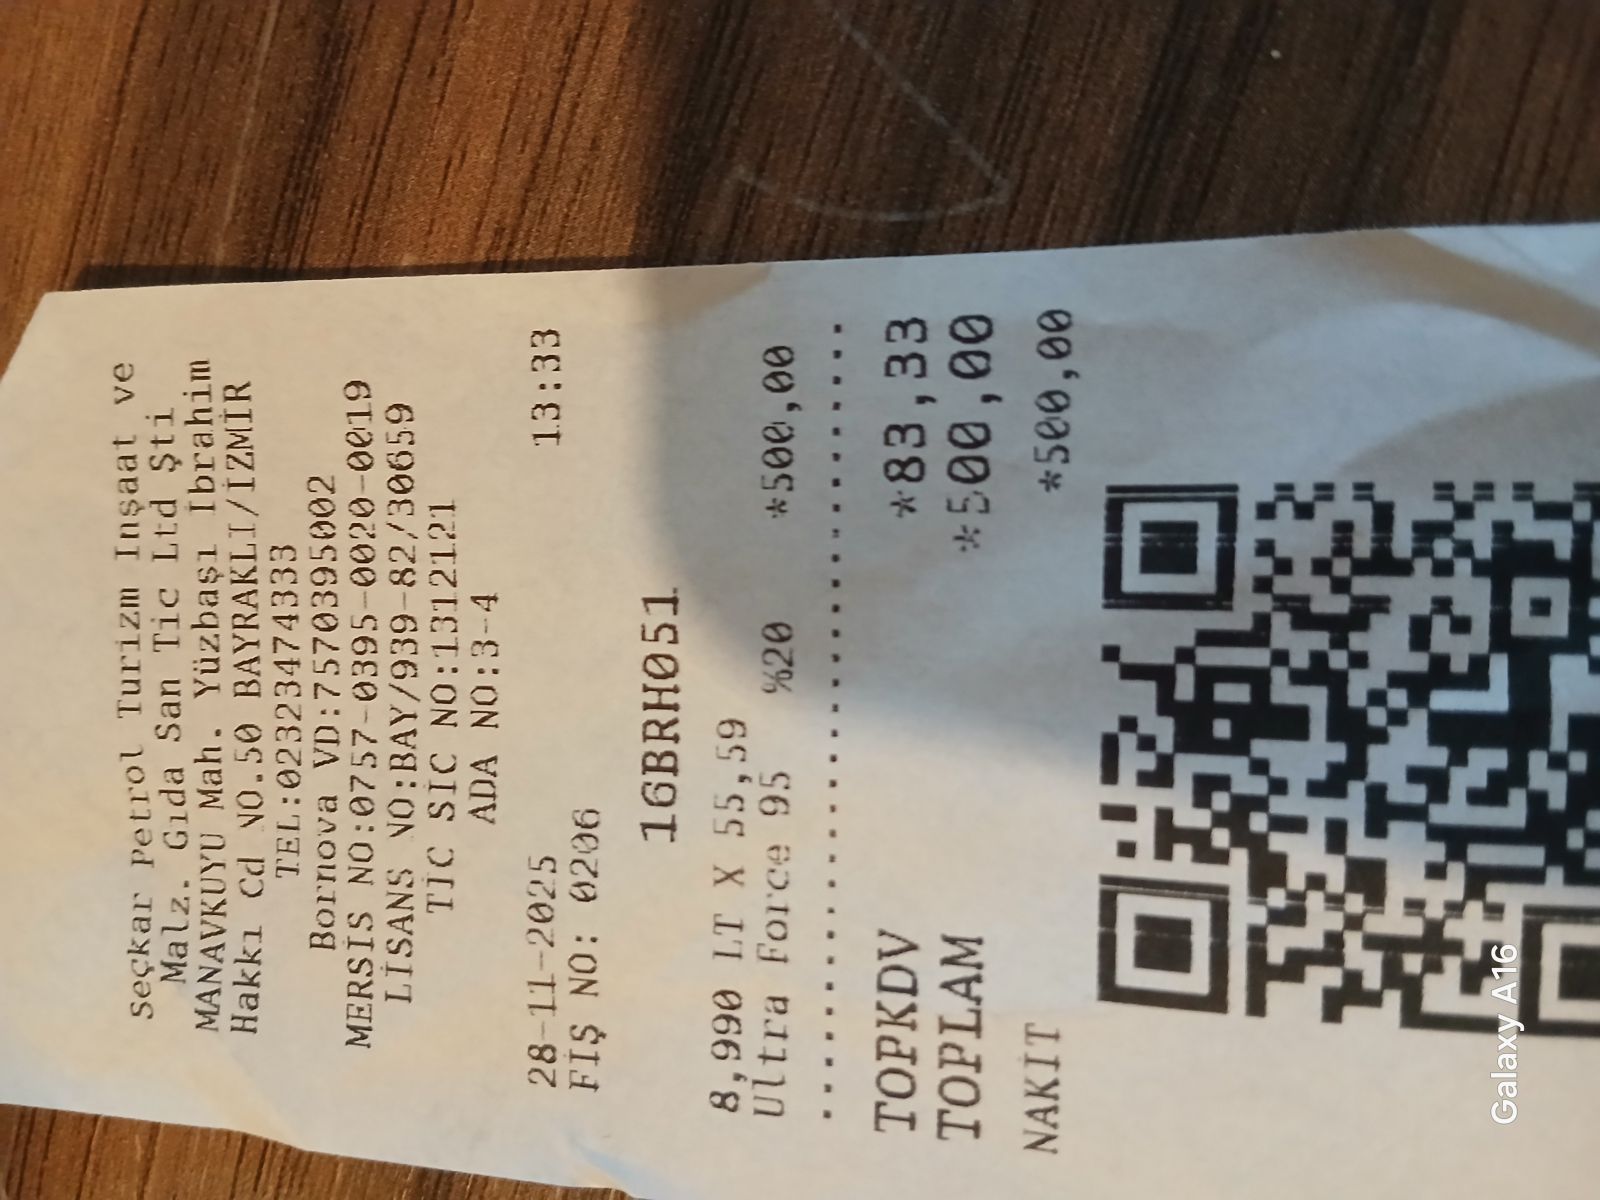 Seçkar Petrol Turizm İnşaat ve
Malz. Gıda San Tic Ltd Şti
MANAVKUYU Mah. Yüzbaşı İbrahim
Hakkı Cd NO.50 BAYRAKLI/İZMİR
TEL:02323474333
Bornova VD:7570395002
MERSİS NO:0757-0395-0020-0019
LİSANS NO:BAY/939-82/30659
TİC SİC NO:1312121
ADA NO:3-4
28-11-2025 13:33
FİŞ NO: 0206
16BRH051
8,990 LT X 55,59
Ultra Force 95 %20 *500,00
TOPKDV *83,33
TOPLAM *500,00
NAKİT *500,00
Galaxy A16